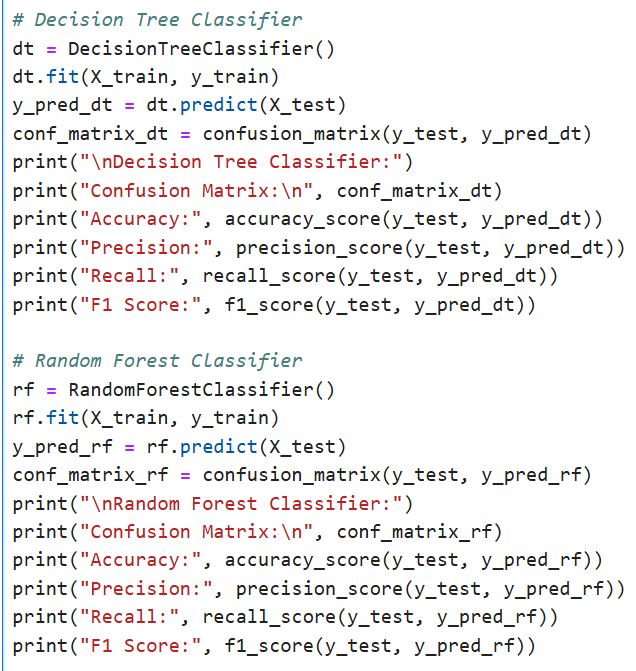 # Decision Tree Classifier
dt = DecisionTreeClassifier()
dt.fit(X_train, y_train)
y_pred_dt = dt.predict(X_test)
conf_matrix_dt = confusion_matrix(y_test, y_pred_dt)
print("\nDecision Tree Classifier:")
print("Confusion Matrix:\n", conf_matrix_dt)
print("Accuracy:", accuracy_score(y_test, y_pred_dt))
print("Precision:", precision_score(y_test, y_pred_dt))
print("Recall:", recall_score(y_test, y_pred_dt))
print("F1 Score:", f1_score(y_test, y_pred_dt))

# Random Forest Classifier
rf = RandomForestClassifier()
rf.fit(X_train, y_train)
y_pred_rf = rf.predict(X_test)
conf_matrix_rf = confusion_matrix(y_test, y_pred_rf)
print("\nRandom Forest Classifier:")
print("Confusion Matrix:\n", conf_matrix_rf)
print("Accuracy:", accuracy_score(y_test, y_pred_rf))
print("Precision:", precision_score(y_test, y_pred_rf))
print("Recall:", recall_score(y_test, y_pred_rf))
print("F1 Score:", f1_score(y_test, y_pred_rf))